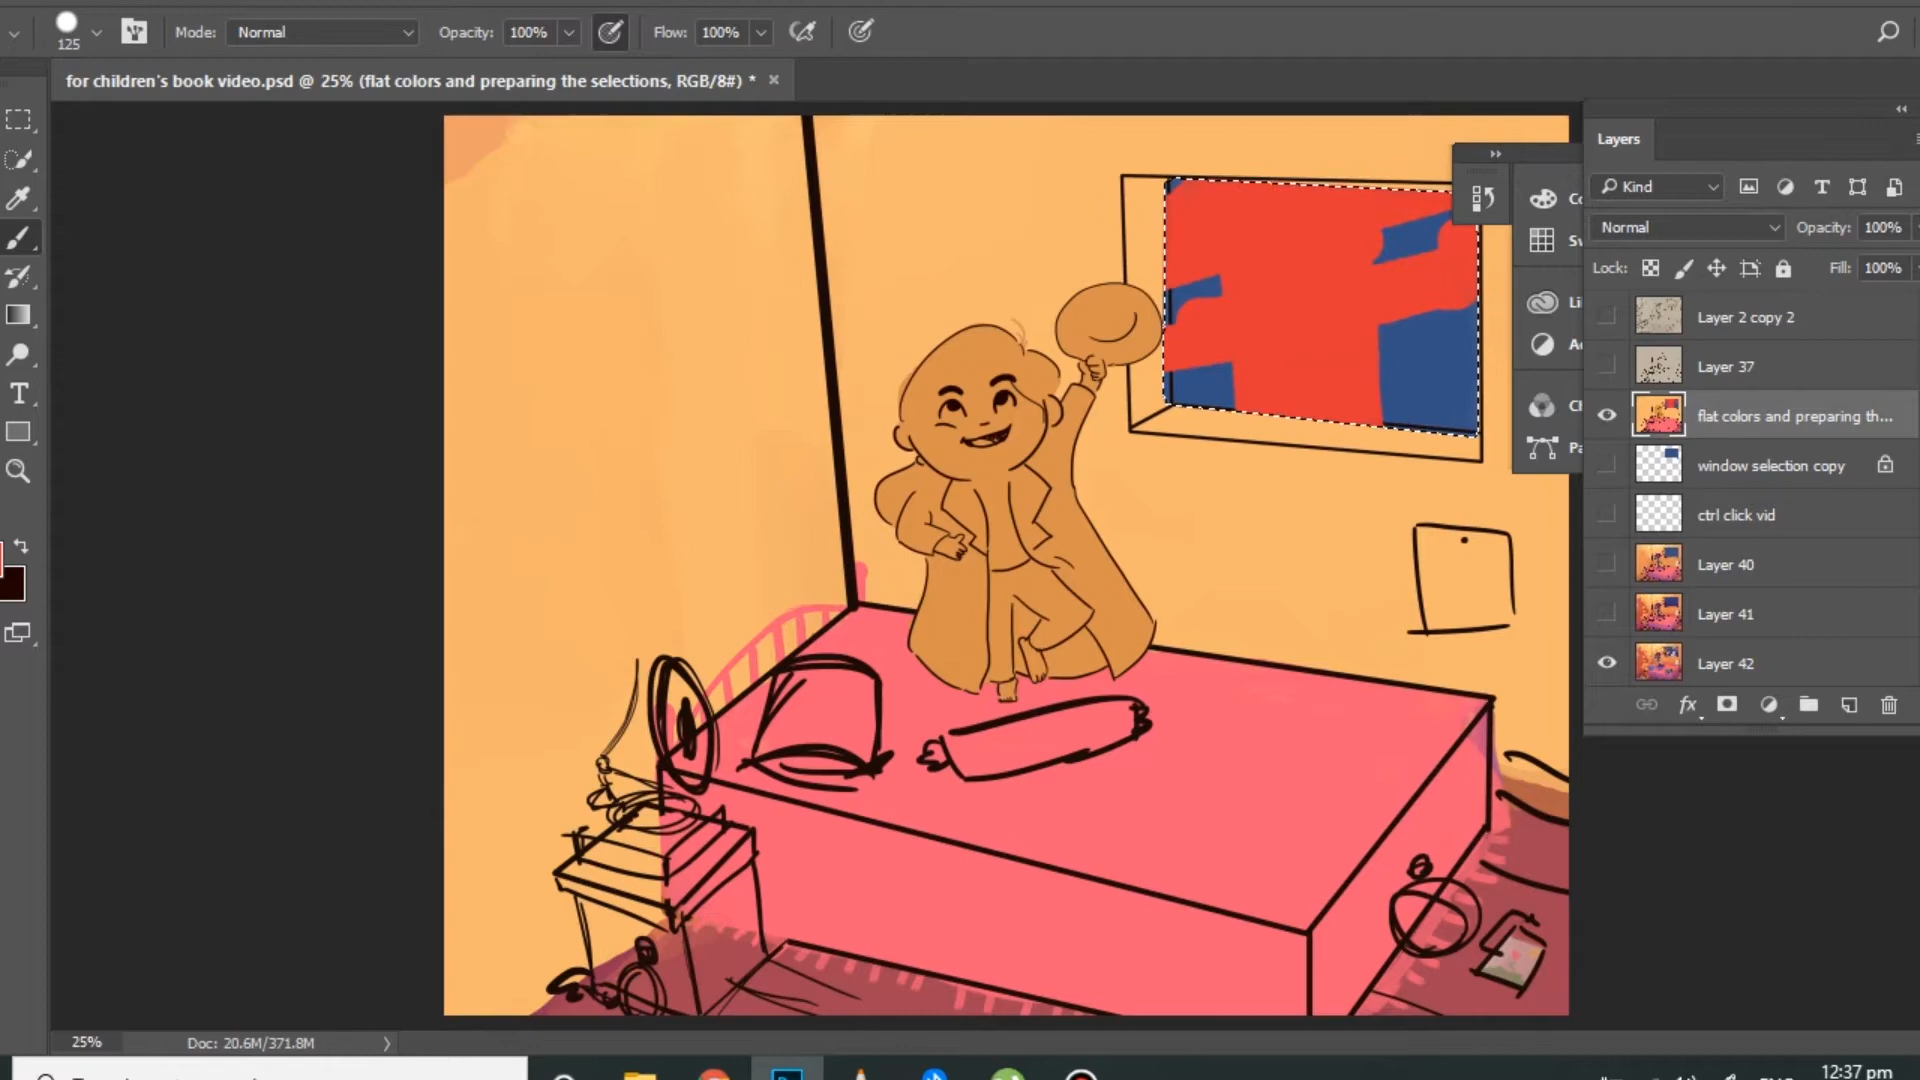 125
Mode: Normal
Opacity: 100%
Flow: 100%
for children's book video.psd @ 25% (flat colors and preparing the selections, RGB/8#) *
Layers
Kind
Normal
Opacity: 100%
Lock:
Fill: 100%
Layer 2 copy 2
Layer 37
flat colors and preparing th...
window selection copy
ctrl click vid
Layer 40
Layer 41
Layer 42
fx
25%
Doc: 20.6M/371.8M
12:37 pm